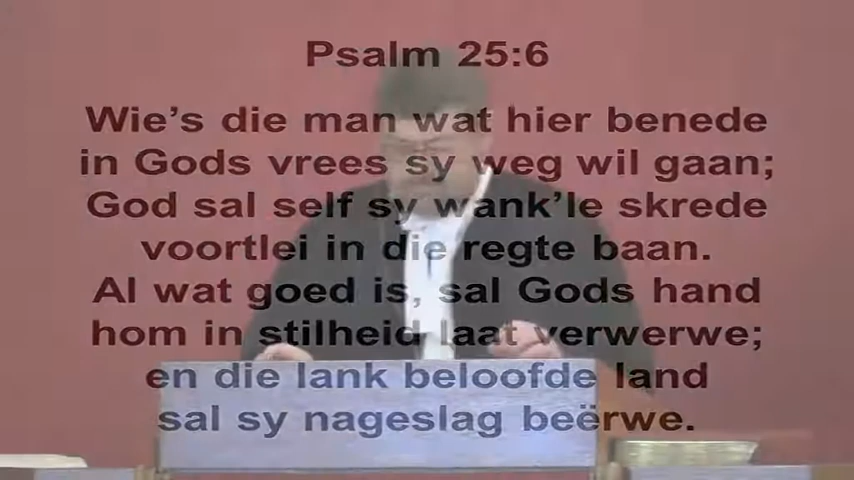 Psalm 25:6
Wie's die man wat hier benede
in Gods vrees sy weg wil gaan;
God sal self sy wank'le skrede
voortlei in die regte baan.
Al wat goed is, sal Gods hand
hom in stilheid laat verwerwe;
en die lank beloofde land
sal sy nageslag beërwe.